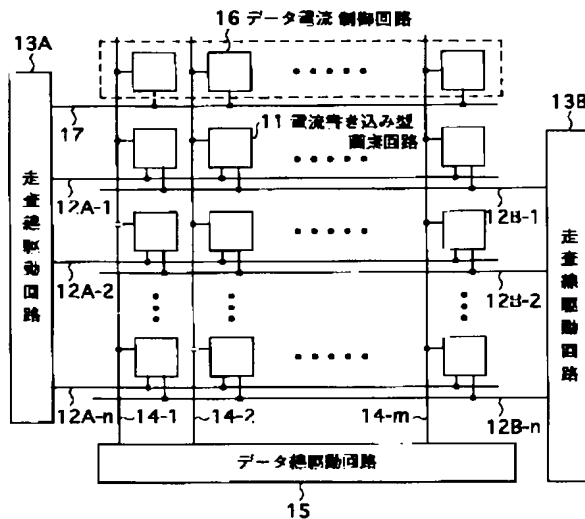 16 データ電流制御回路
13A
13B
17
11 電流書き込み型
画素回路
12A-1
12B-1
走査線駆動回路
走査線駆動回路
12A-2
12B-2
12A-n
14-1
14-2
14-m
12B-n
データ線駆動回路
15